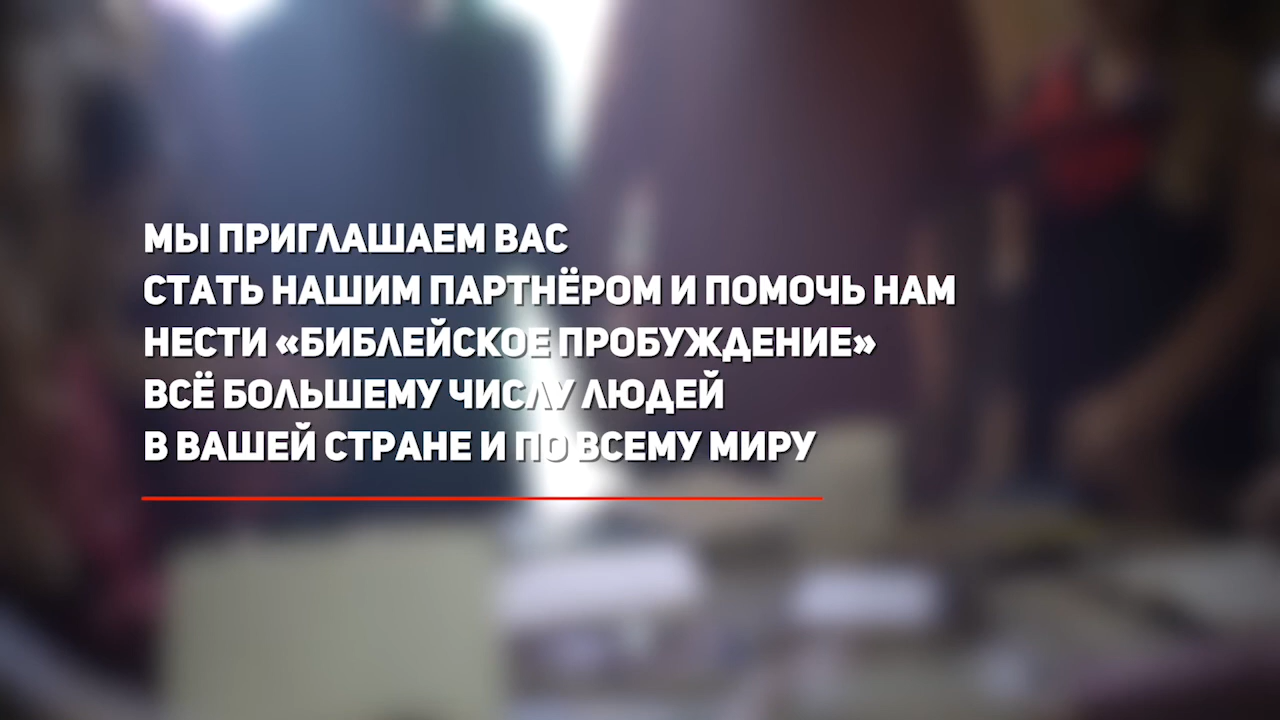 МЫ ПРИГЛАШАЕМ ВАС
СТАТЬ НАШИМ ПАРТНЁРОМ И ПОМОЧЬ НАМ
НЕСТИ «БИБЛЕЙСКОЕ ПРОБУЖДЕНИЕ»
ВСЁ БОЛЬШЕМУ ЧИСЛУ ЛЮДЕЙ
В ВАШЕЙ СТРАНЕ И ПО ВСЕМУ МИРУ